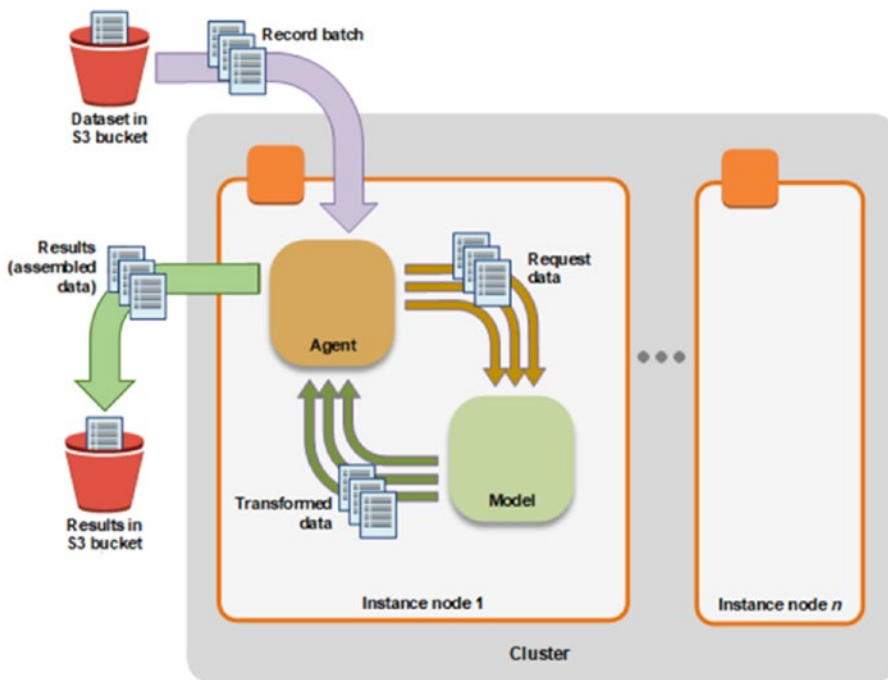 Record batch
Dataset in
S3 bucket
Results
(assembled
data)
Request
data
Agent
Transformed
data
Model
Results in
S3 bucket
Instance node 1
Instance node n
Cluster